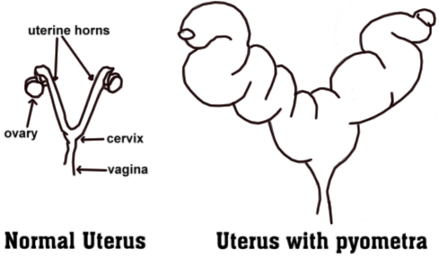 uterine horns
ovary
cervix
vagina
Normal Uterus
Uterus with pyometra